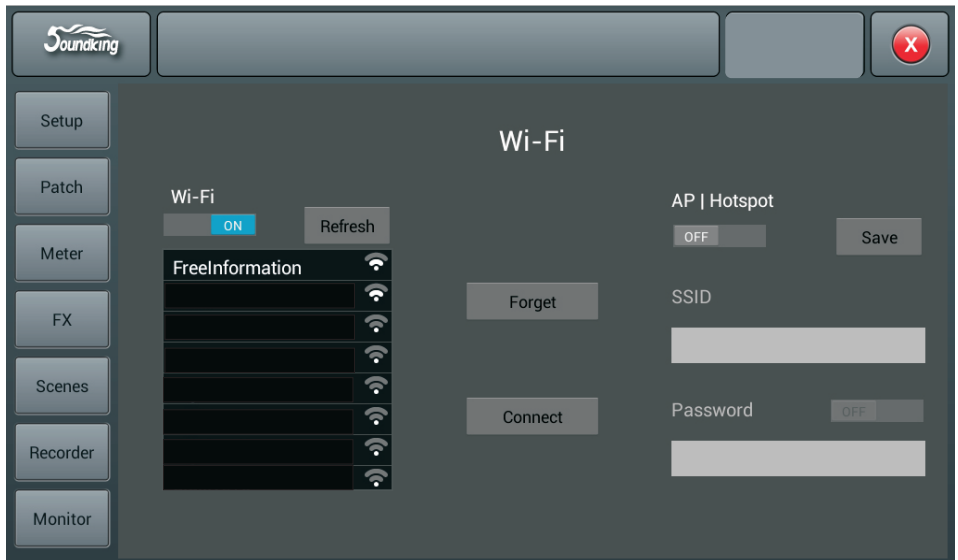 Soundking
X
Setup
Patch
Meter
FX
Scenes
Recorder
Monitor
Wi-Fi
Wi-Fi
ON
Refresh
FreeInformation
Forget
Connect
AP | Hotspot
OFF
Save
SSID
Password
OFF